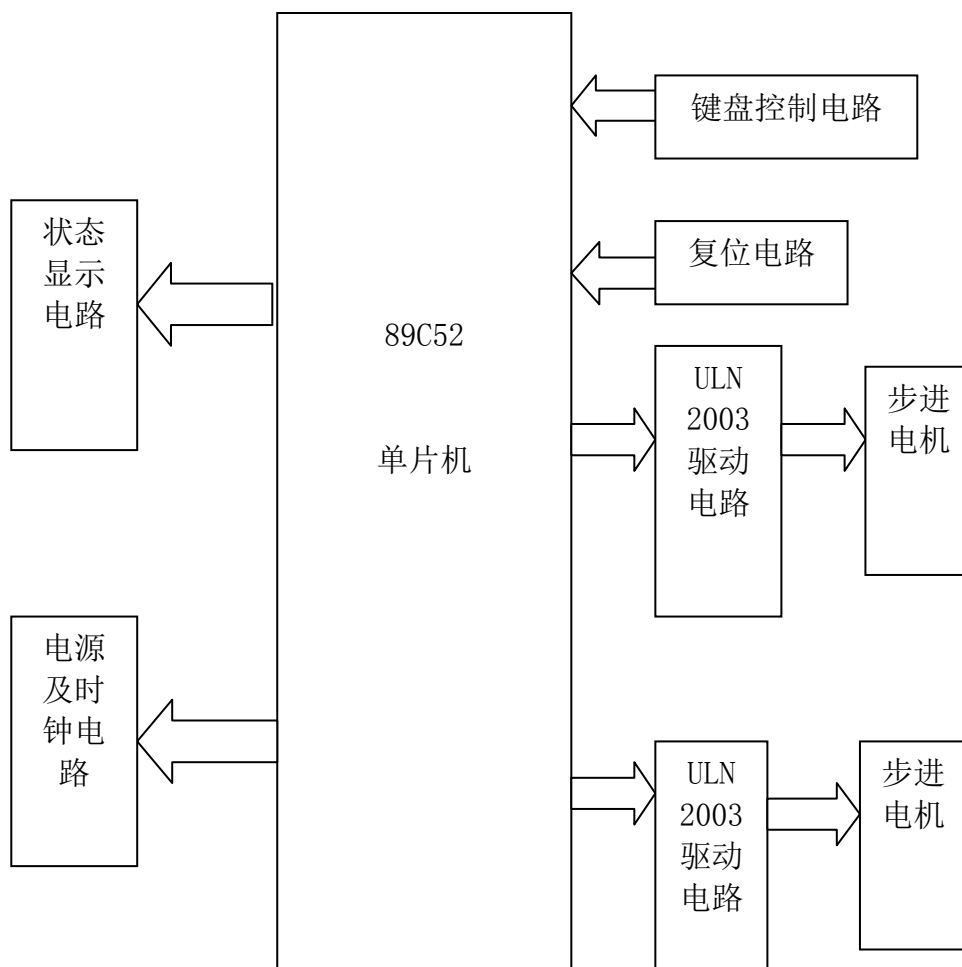 键盘控制电路
状态
显示
电路
复位电路
89C52
单片机
ULN
2003
驱动
电路
步进
电机
电源
及时
钟电
路
ULN
2003
驱动
电路
步进
电机